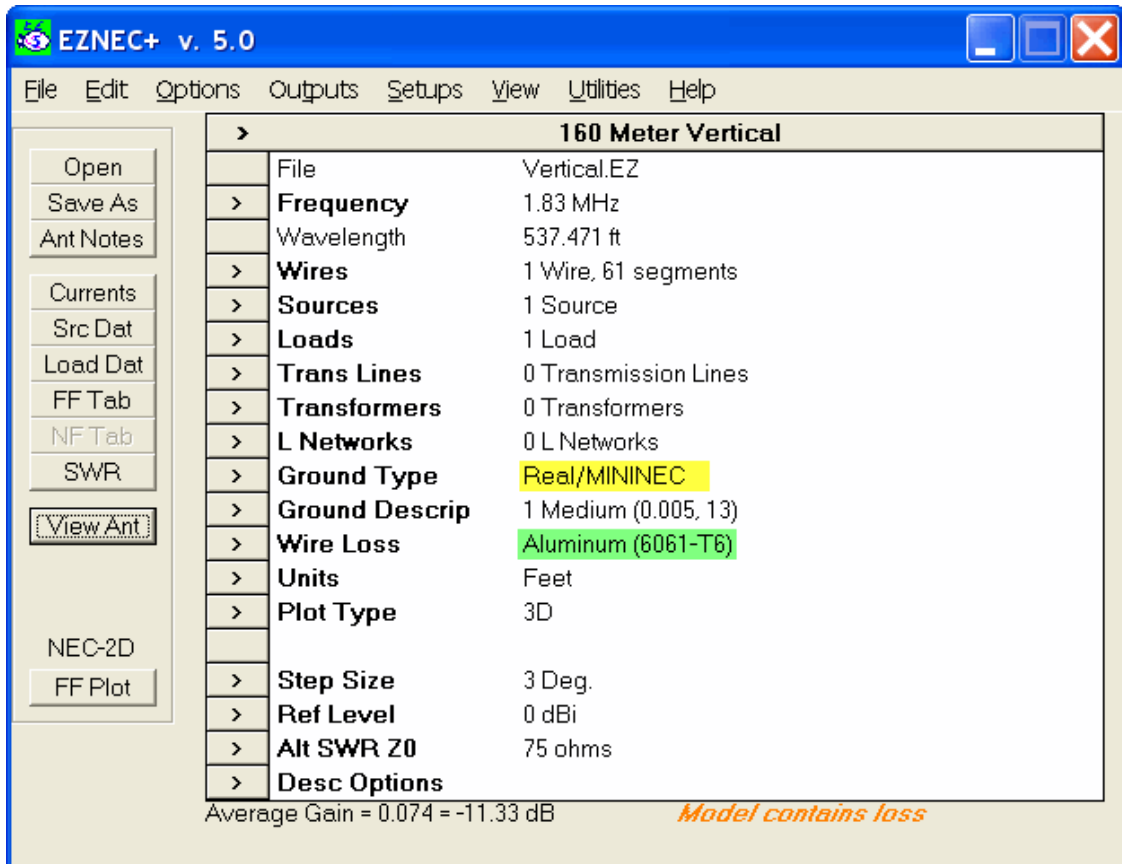 EZNEC+ v. 5.0
File Edit Options Outputs Setups View Utilities Help
> 160 Meter Vertical
Open
Save As
Ant Notes
Currents
Src Dat
Load Dat
FF Tab
NF Tab
SWR
View Ant
NEC-2D
FF Plot
File Vertical.EZ
> Frequency 1.83 MHz
Wavelength 537.471 ft
> Wires 1 Wire, 61 segments
> Sources 1 Source
> Loads 1 Load
> Trans Lines 0 Transmission Lines
> Transformers 0 Transformers
> L Networks 0 L Networks
> Ground Type Real/MININEC
> Ground Descrip 1 Medium (0.005, 13)
> Wire Loss Aluminum (6061-T6)
> Units Feet
> Plot Type 3D
> Step Size 3 Deg.
> Ref Level 0 dBi
> Alt SWR Z0 75 ohms
> Desc Options
Average Gain = 0.074 = -11.33 dB Model contains loss